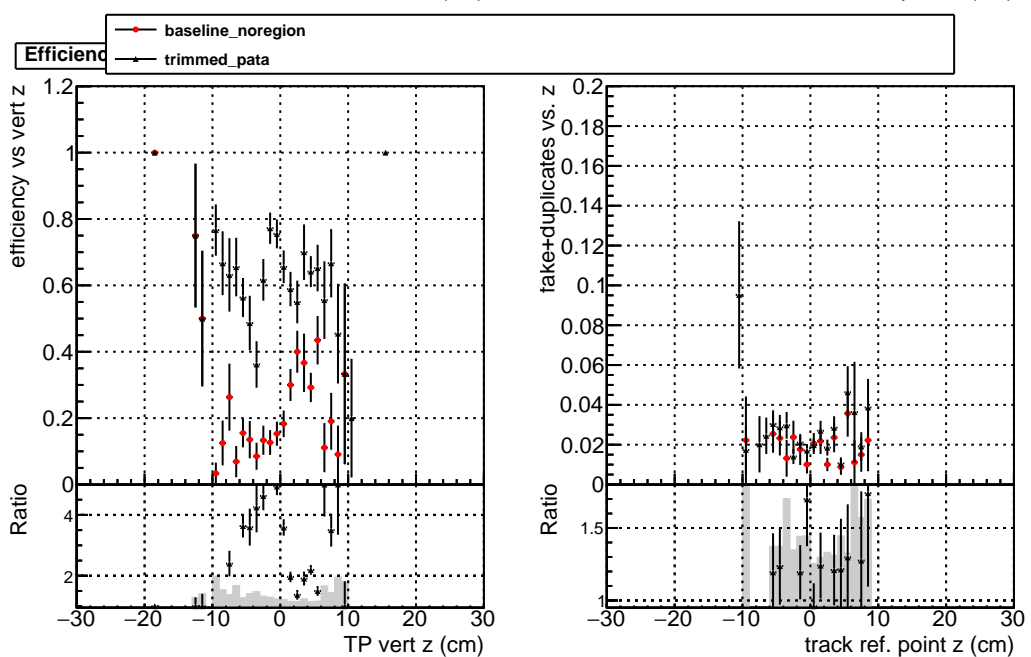 baseline_noregion
trimmed_pata
Efficienc
efficiency vs vert z
1.2
1
0.8
0.6
0.4
0.2
0
Ratio
4
2
−30 −20 −10 0 10 20 30
TP vert z (cm)
fake+duplicates vs. z
0.2
0.18
0.16
0.14
0.12
0.1
0.08
0.06
0.04
0.02
0
Ratio
1.5
1
−30 −20 −10 0 10 20 30
track ref. point z (cm)